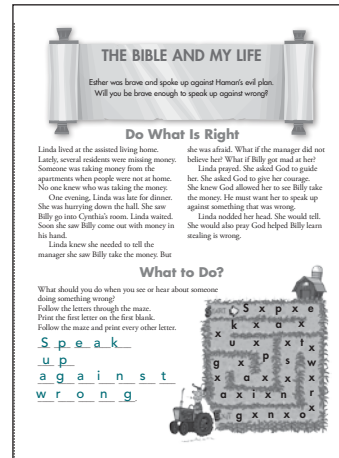 THE BIBLE AND MY LIFE
Esther was brave and spoke up against Haman's evil plan.
Will you be brave enough to speak up against wrong?
Do What Is Right
Linda lived at the assisted living home.
Lately, several residents were missing money.
Someone was taking money from the
apartments when people were not at home.
No one knew who was taking the money.
One evening, Linda was late for dinner.
She was hurrying down the hall. She saw
Billy go into Cynthia's room. Linda waited.
Soon she saw Billy come out with money in
his hand.
Linda knew she needed to tell the
manager she saw Billy take the money. But
she was afraid. What if the manager did not
believe her? What if Billy got mad at her?
Linda prayed. She asked God to guide
her. She asked God to give her courage.
She knew God allowed her to see Billy take
the money. He must want her to speak up
against something that was wrong.
Linda nodded her head. She would tell.
She would also pray God helped Billy learn
stealing is wrong.
What to Do?
What should you do when you see or hear about someone
doing something wrong?
Follow the letters through the maze.
Print the first letter on the first blank.
Follow the maze and print every other letter.
S p e a k
u p
a g a i n s t
w r o n g
S x p x e
k x a x
x
u x x t x
p s
g x w
x a x x
a x i x n r
x
g x n x o